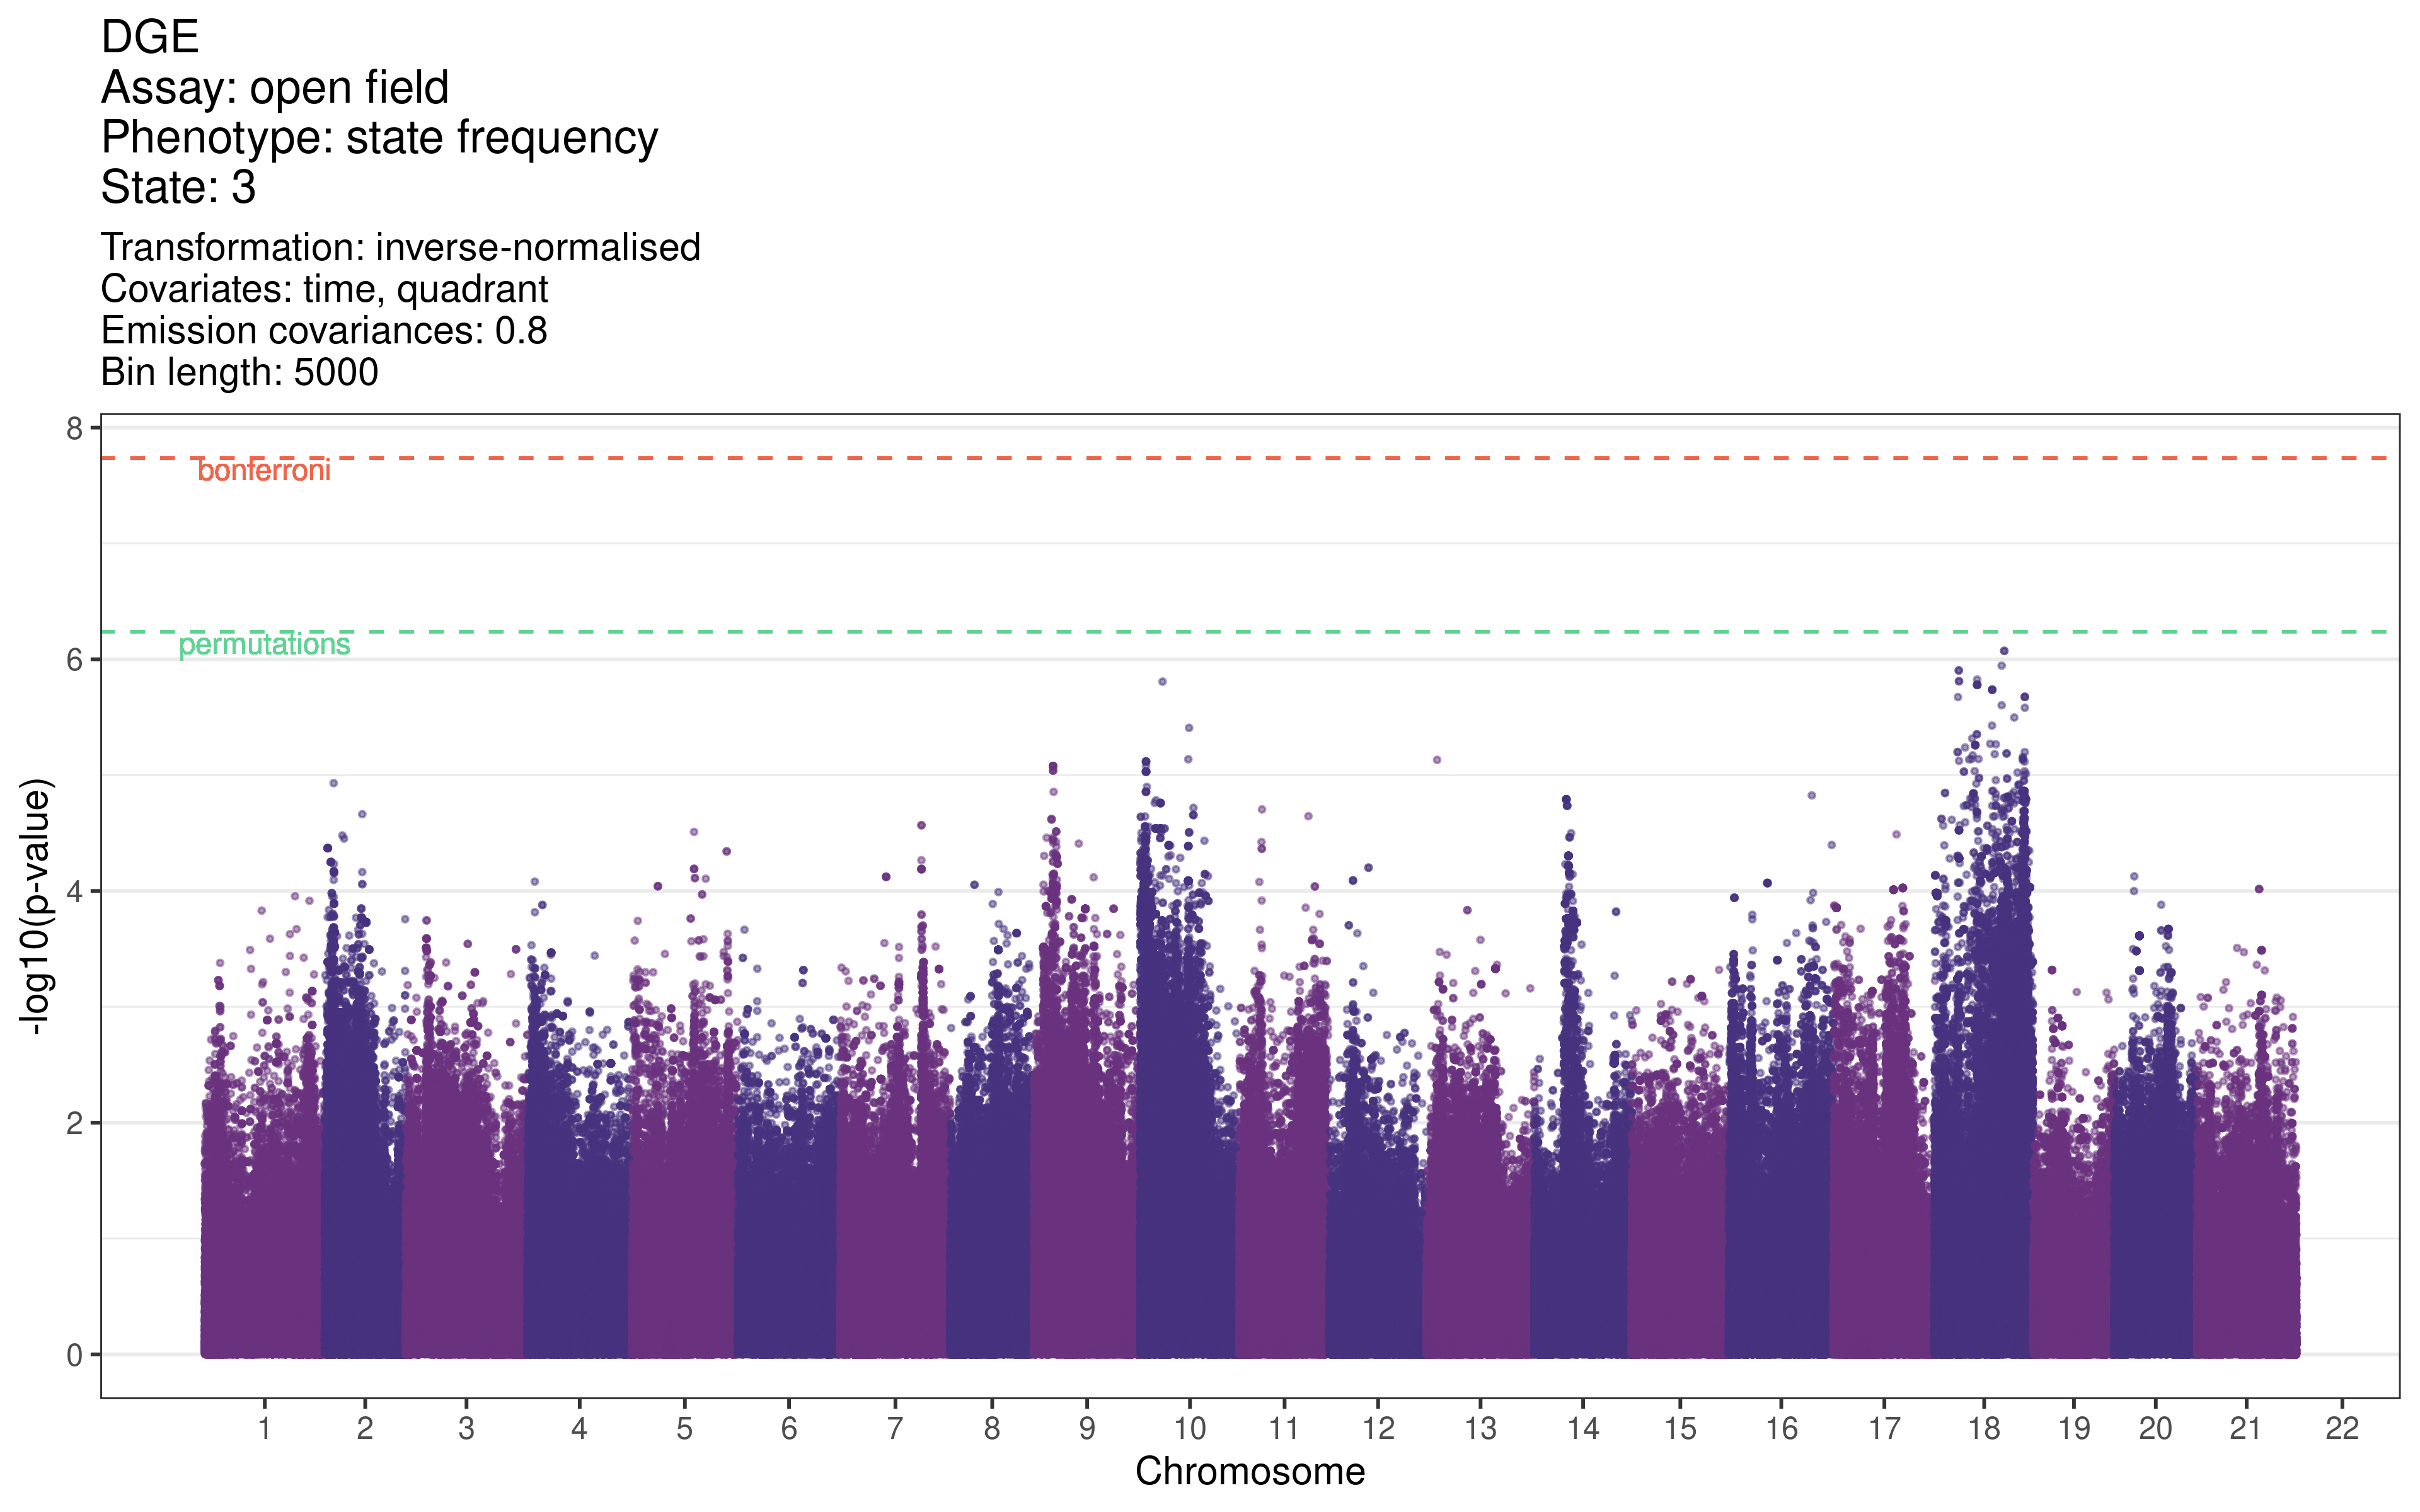 DGE
Assay: open field
Phenotype: state frequency
State: 3
Transformation: inverse-normalised
Covariates: time, quadrant
Emission covariances: 0.8
Bin length: 5000
8
bonferroni
permutations
6
-log10(p-value)
4
2
0
1 2 3 4 5 6 7 8 9 10 11 12 13 14 15 16 17 18 19 20 21 22
Chromosome